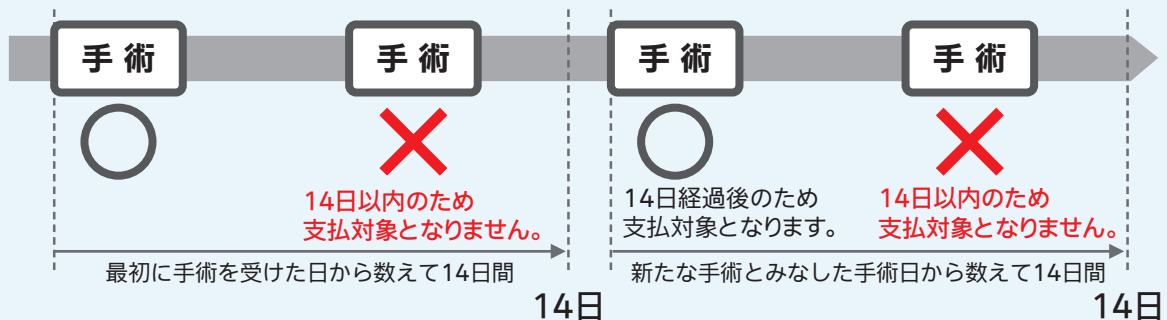 手術
手術
手術
手術
14日以内のため
支払対象となりません。
14日経過後のため
支払対象となります。
14日以内のため
支払対象となりません。
最初に手術を受けた日から数えて14日間
新たな手術とみなした手術日から数えて14日間
14日
14日